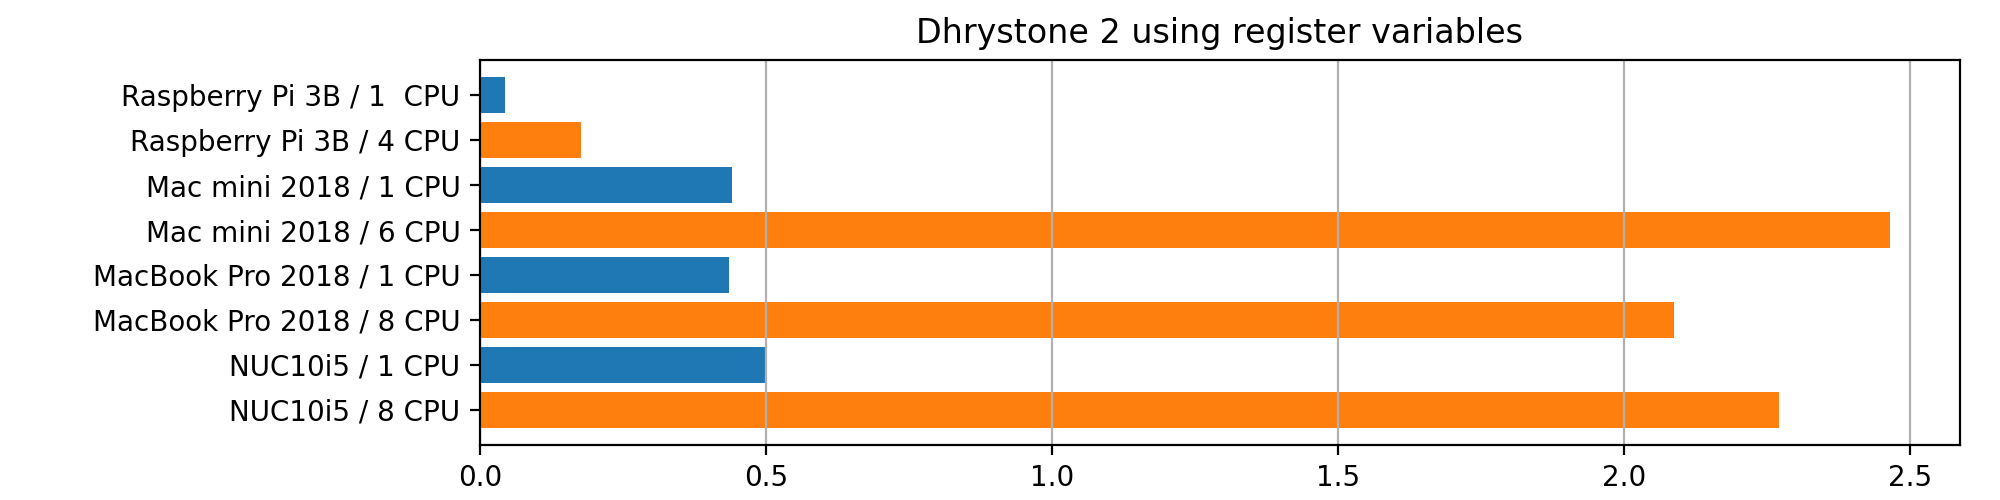 Dhrystone 2 using register variables
Raspberry Pi 3B / 1  CPU
Raspberry Pi 3B / 4 CPU
Mac mini 2018 / 1 CPU
Mac mini 2018 / 6 CPU
MacBook Pro 2018 / 1 CPU
MacBook Pro 2018 / 8 CPU
NUC10i5 / 1 CPU
NUC10i5 / 8 CPU
0.0 0.5 1.0 1.5 2.0 2.5